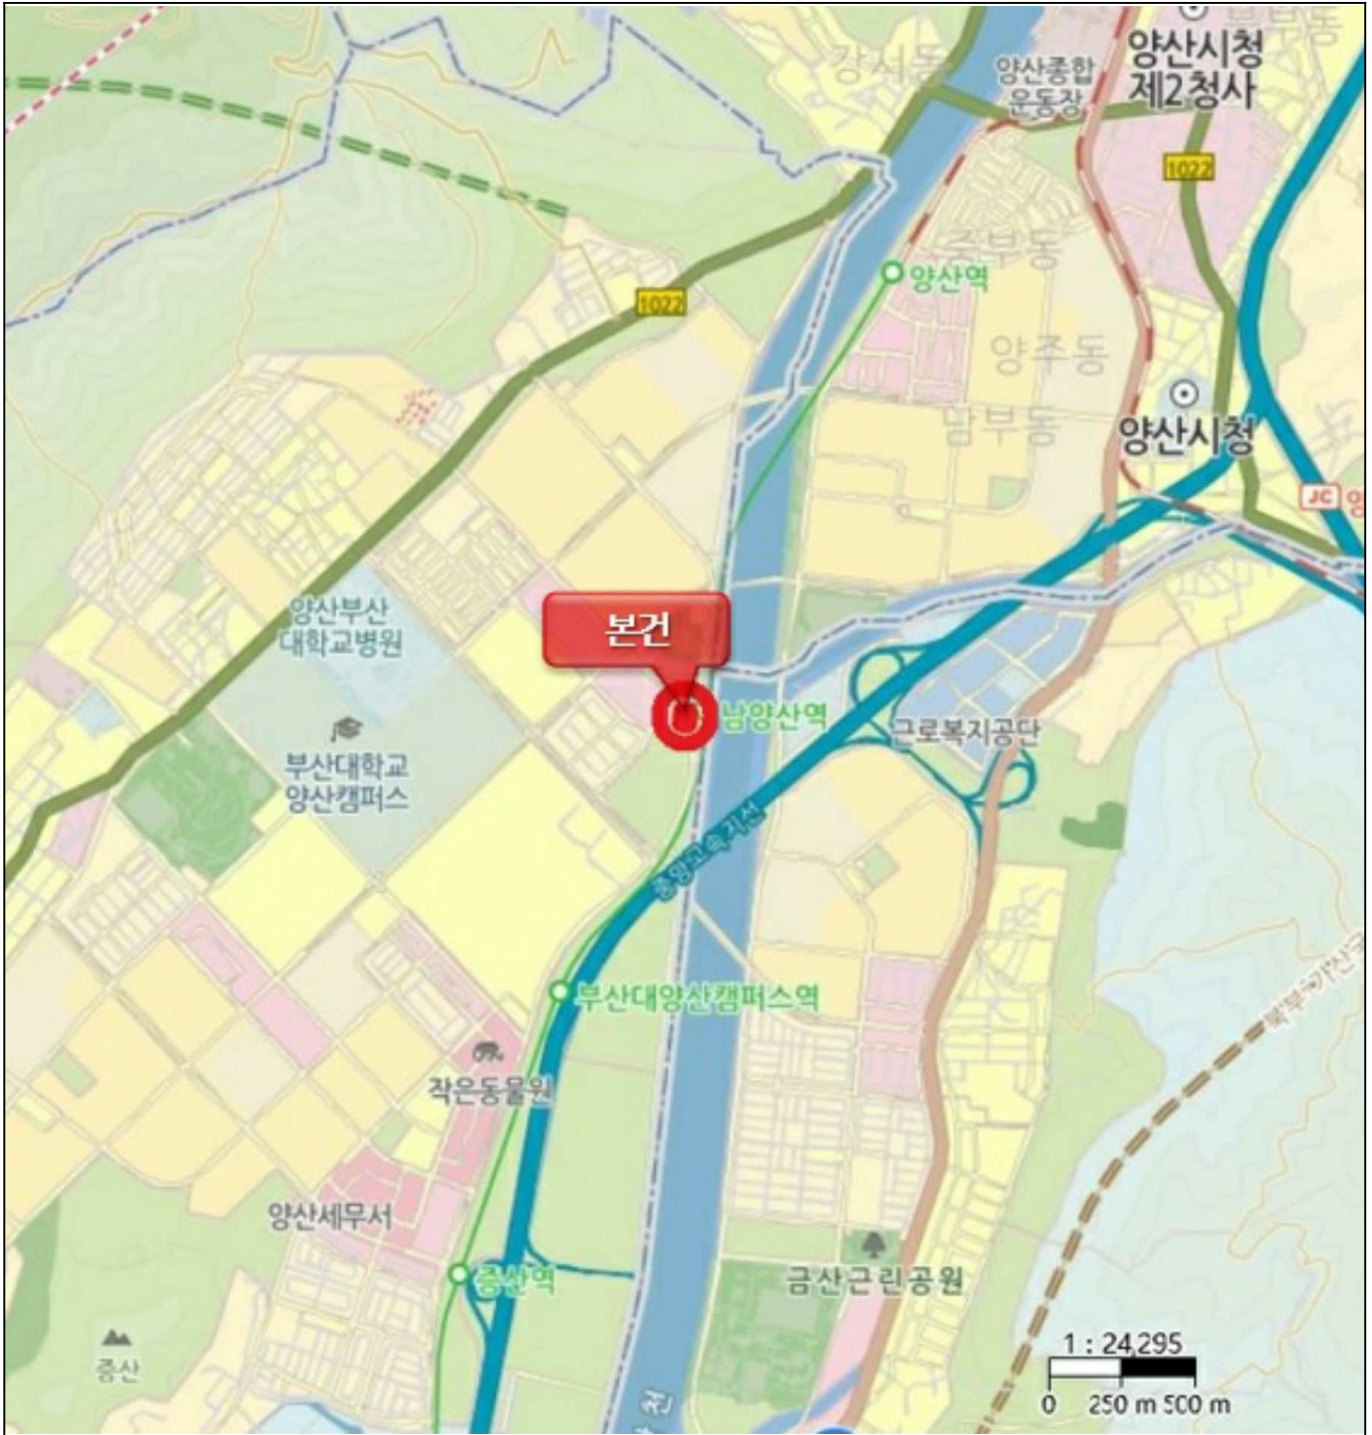 강서동
양산종합
운동장
양산시청
제2청사
북부동
1022
중부동
양산역
1022
양주동
남부동
양산시청
JC
양산부산
대학교병원
본건
남양산역
근로복지공단
부산대학교
양산캠퍼스
중앙고속지선
부산대양산캠퍼스역
작은동물원
양산세무서
증산역
금산근린공원
증산
1 : 24,295
0 250 m 500 m